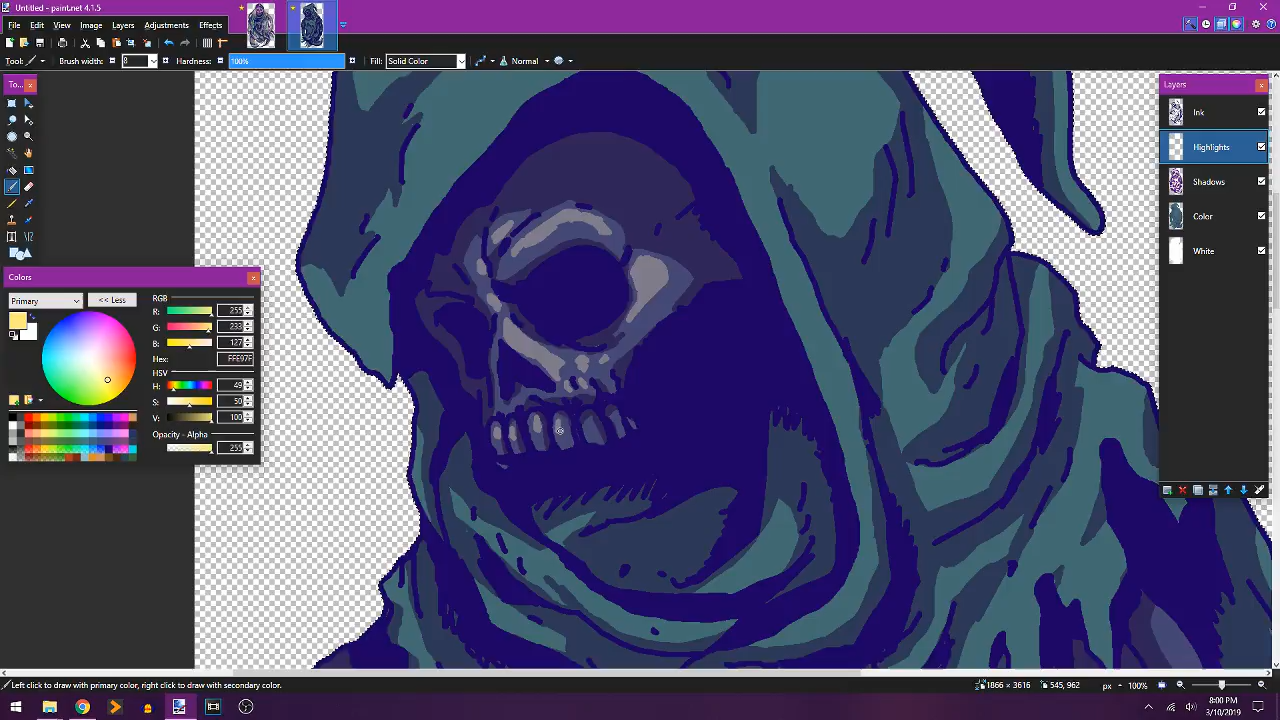 Untitled - paint.net 4.1.5
File Edit View Image Layers Adjustments Effects
Tool: Brush width: 8 Hardness: 100% Fill: Solid Color Normal
To...
Layers
Ink
Highlights
Shadows
Color
White
Colors
Primary << Less
RGB
R: 255
G: 233
B: 127
Hex: FFE97F
HSV
H: 49
S: 50
V: 100
Opacity - Alpha
255
Left click to draw with primary color, right click to draw with secondary color.
1866 × 3616 545, 962 px 100%
8:00 PM
3/10/2019